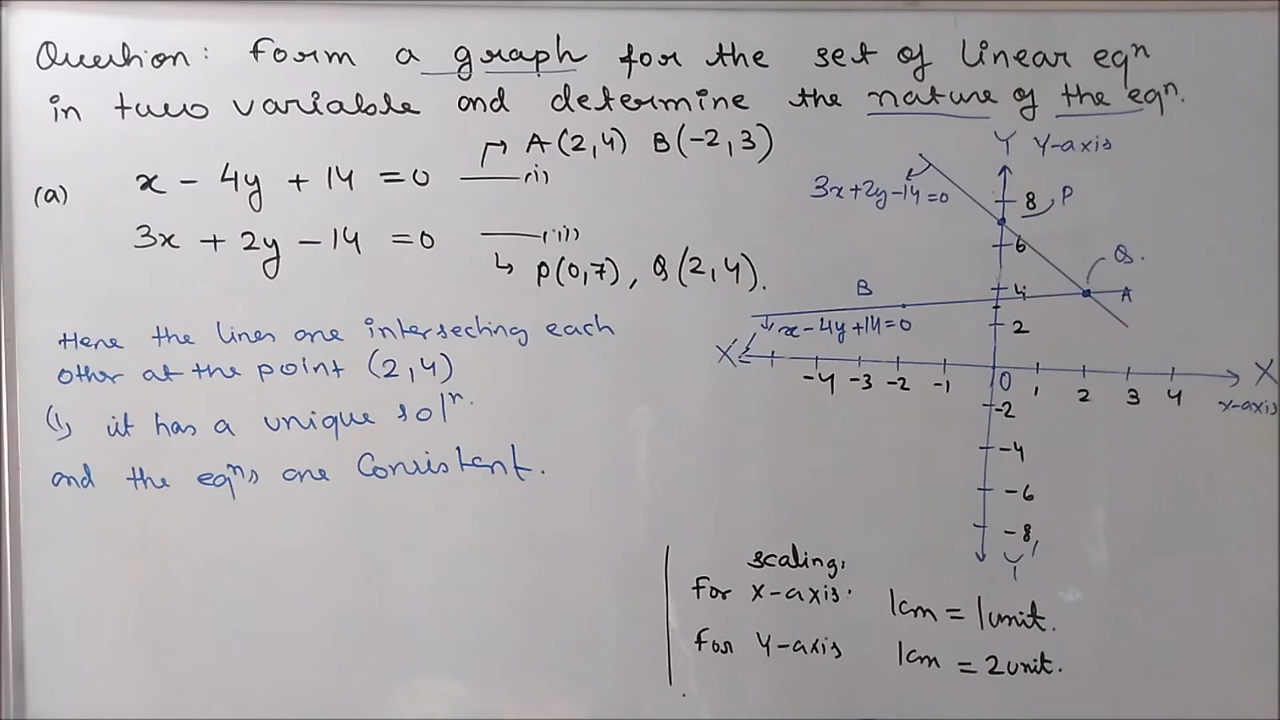 Question: Form a graph for the set of linear eqⁿ
in two variable and determine the nature of the eqⁿ.
A(2,4) B(-2,3)
(a) x - 4y + 14 = 0 ——(i)
3x + 2y - 14 = 0 ——(ii)
P(0,7), Q(2,4).
Here the lines are intersecting each
other at the point (2,4)
(1) it has a unique solⁿ.
and the eqⁿs are Consistent.
Y Y-axis
3x+2y-14=0
8 P
6
Q.
B
4
A
x-4y+14=0
2
X'
X
-4 -3 -2 -1 0 1 2 3 4
x-axis
-2
-4
-6
-8
Y'
scaling:
For X-axis. 1cm = 1unit.
For Y-axis 1cm = 2unit.